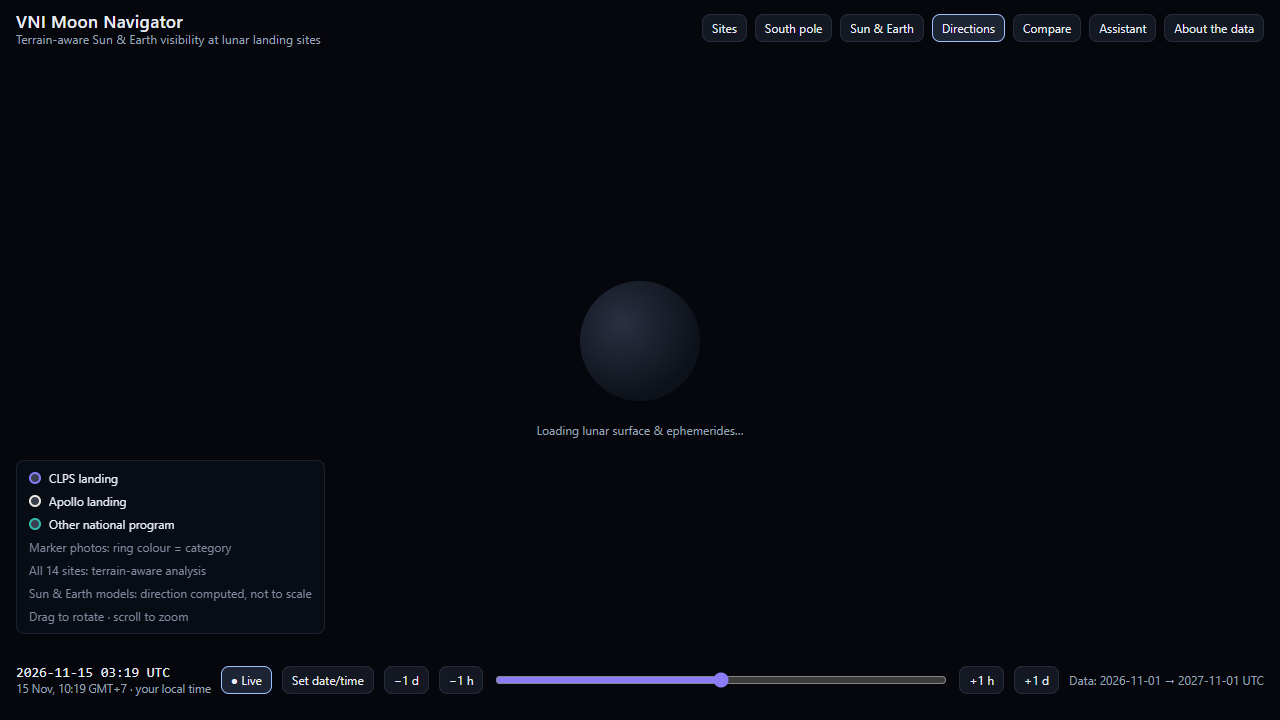 VNI Moon Navigator
Terrain-aware Sun & Earth visibility at lunar landing sites
Sites
South pole
Sun & Earth
Directions
Compare
Assistant
About the data
Loading lunar surface & ephemerides...
CLPS landing
Apollo landing
Other national program
Marker photos: ring colour = category
All 14 sites: terrain-aware analysis
Sun & Earth models: direction computed, not to scale
Drag to rotate · scroll to zoom
2026-11-15 03:19 UTC
15 Nov, 10:19 GMT+7 · your local time
● Live
Set date/time
−1 d
−1 h
+1 h
+1 d
Data: 2026-11-01 → 2027-11-01 UTC